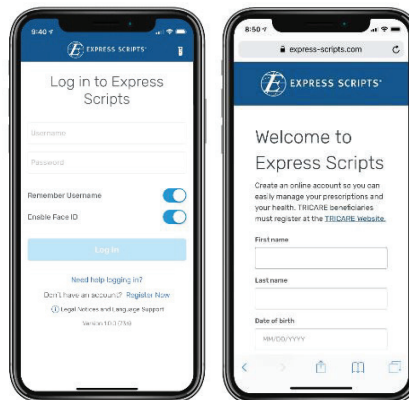 9:40
EXPRESS SCRIPTS
Log in to Express
Scripts
Username
Password
Remember Username
Enable Face ID
Log In
Need help logging in?
Don't have an account? Register Now
Legal Notices and Language Support
8:50
express-scripts.com
EXPRESS SCRIPTS
Welcome to
Express Scripts
Create an online account so you can
easily manage your prescriptions and
your health. TRICARE beneficiaries
must register at the TRICARE Website.
First name
Last name
Date of birth
MM/DD/YYYY